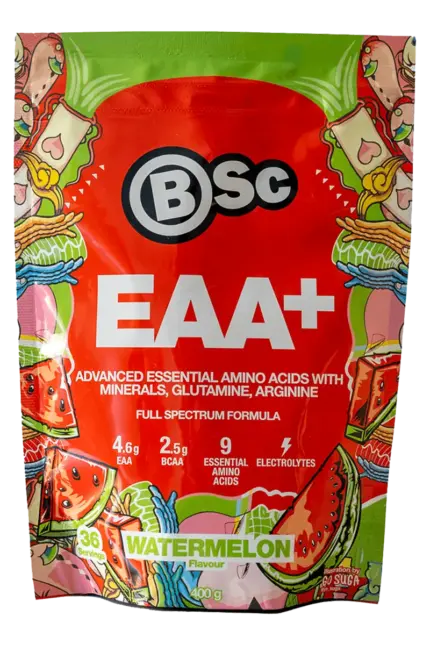 BSc
EAA+
ADVANCED ESSENTIAL AMINO ACIDS WITH
MINERALS, GLUTAMINE, ARGININE
FULL SPECTRUM FORMULA
4.6g
EAA
2.5g
BCAA
9
ESSENTIAL
AMINO
ACIDS
ELECTROLYTES
36
Servings
WATERMELON
Flavour
400 g